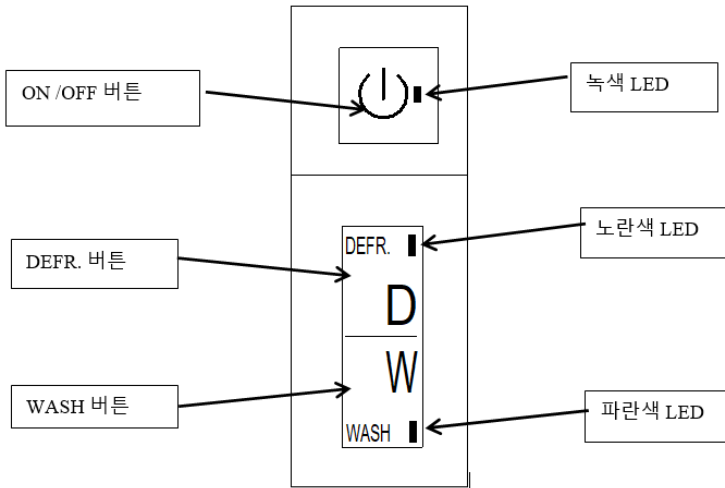 ON /OFF 버튼
녹색 LED
DEFR. 버튼
DEFR.
노란색 LED
D
W
WASH 버튼
WASH
파란색 LED